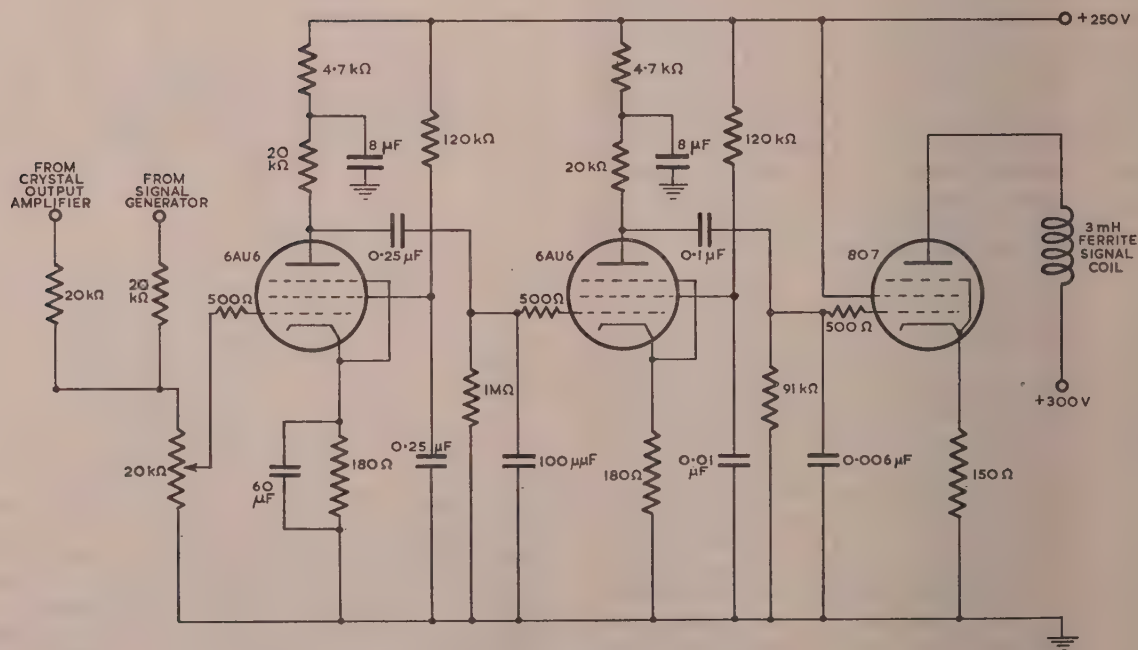 +250V
4·7 kΩ
4·7 kΩ
120 kΩ
120 kΩ
8 μF
8 μF
20
kΩ
20 kΩ
FROM
CRYSTAL
OUTPUT
AMPLIFIER
FROM
SIGNAL
GENERATOR
3 mH
FERRITE
SIGNAL
COIL
6AU6
0·25 μF
6AU6
0·1 μF
807
20 kΩ
20
kΩ
500Ω
500Ω
500 Ω
1MΩ
91 kΩ
+300V
20 kΩ
60
μF
180Ω
0·25 μF
100 μμF
180Ω
0·01
μF
0·006 μF
150Ω